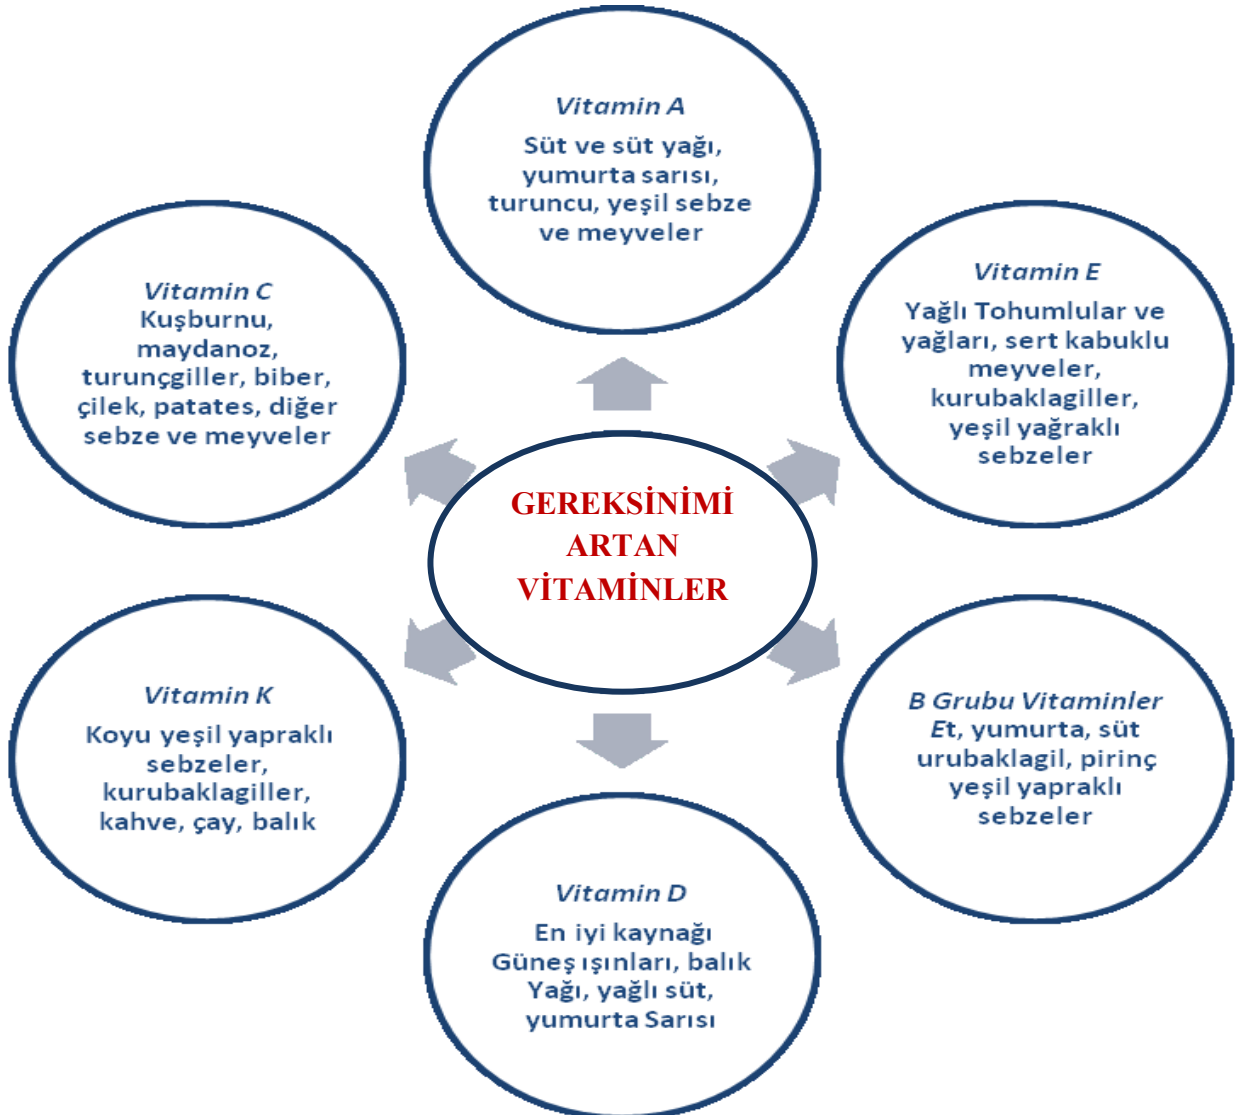 Vitamin A
Süt ve süt yağı,
yumurta sarısı,
turuncu, yeşil sebze
ve meyveler
Vitamin C
Kuşburnu,
maydanoz,
turunçgiller, biber,
çilek, patates, diğer
sebze ve meyveler
Vitamin E
Yağlı Tohumlular ve
yağları, sert kabuklu
meyveler,
kurubaklagiller,
yeşil yağraklı
sebzeler
GEREKSİNİMİ
ARTAN
VİTAMİNLER
Vitamin K
Koyu yeşil yapraklı
sebzeler,
kurubaklagiller,
kahve, çay, balık
B Grubu Vitaminler
Et, yumurta, süt
urubaklagil, pirinç
yeşil yapraklı
sebzeler
Vitamin D
En iyi kaynağı
Güneş ışınları, balık
Yağı, yağlı süt,
yumurta Sarısı